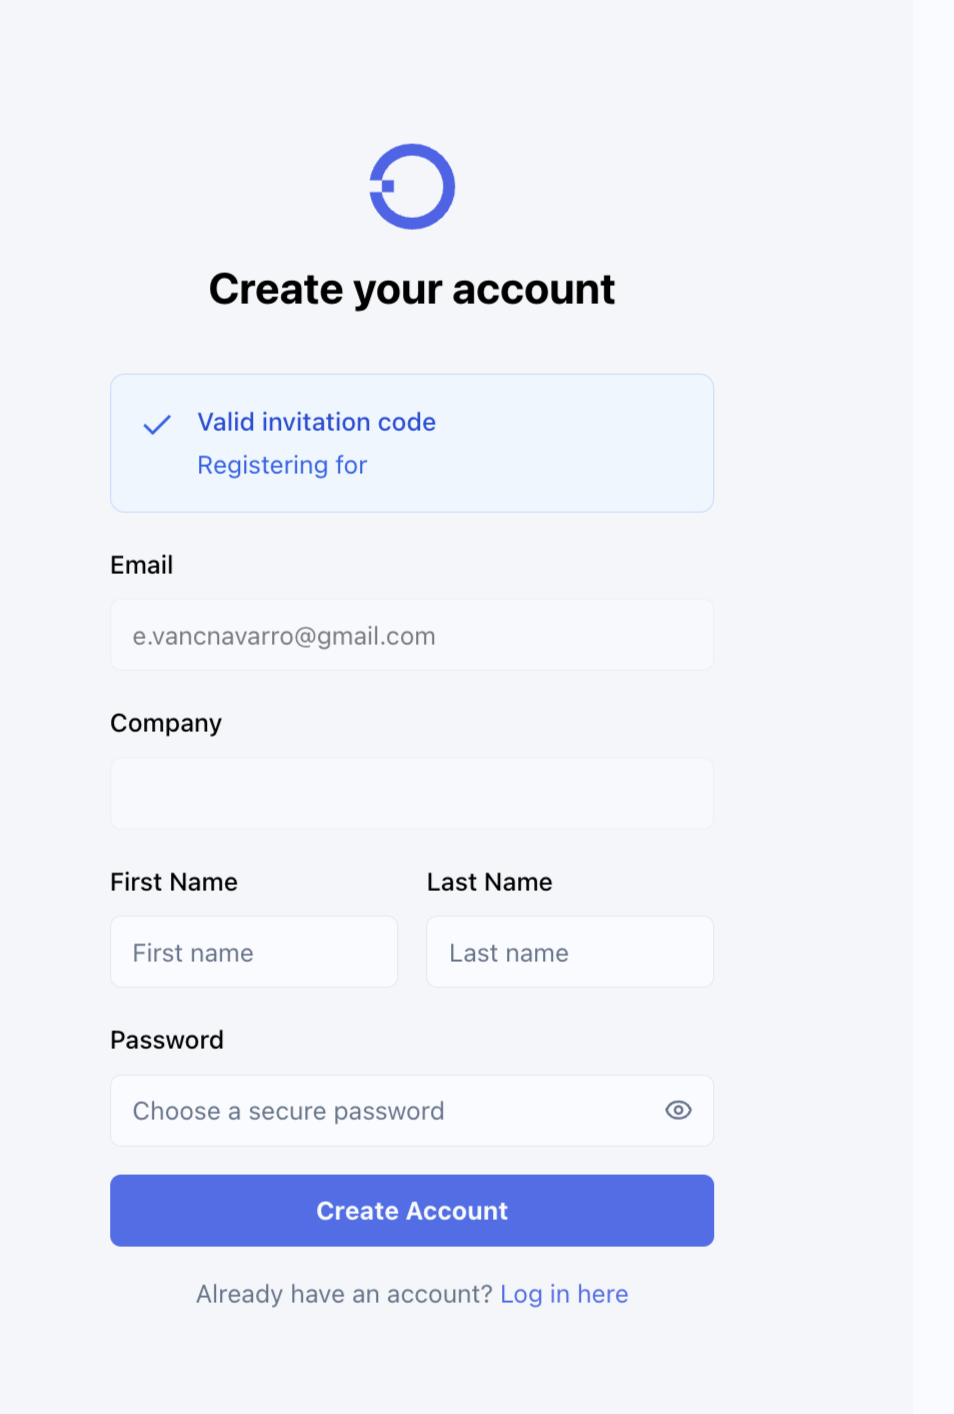 Create your account
Valid invitation code
Registering for
Email
e.vancnavarro@gmail.com
Company
First Name Last Name
First name Last name
Password
Choose a secure password
Create Account
Already have an account? Log in here